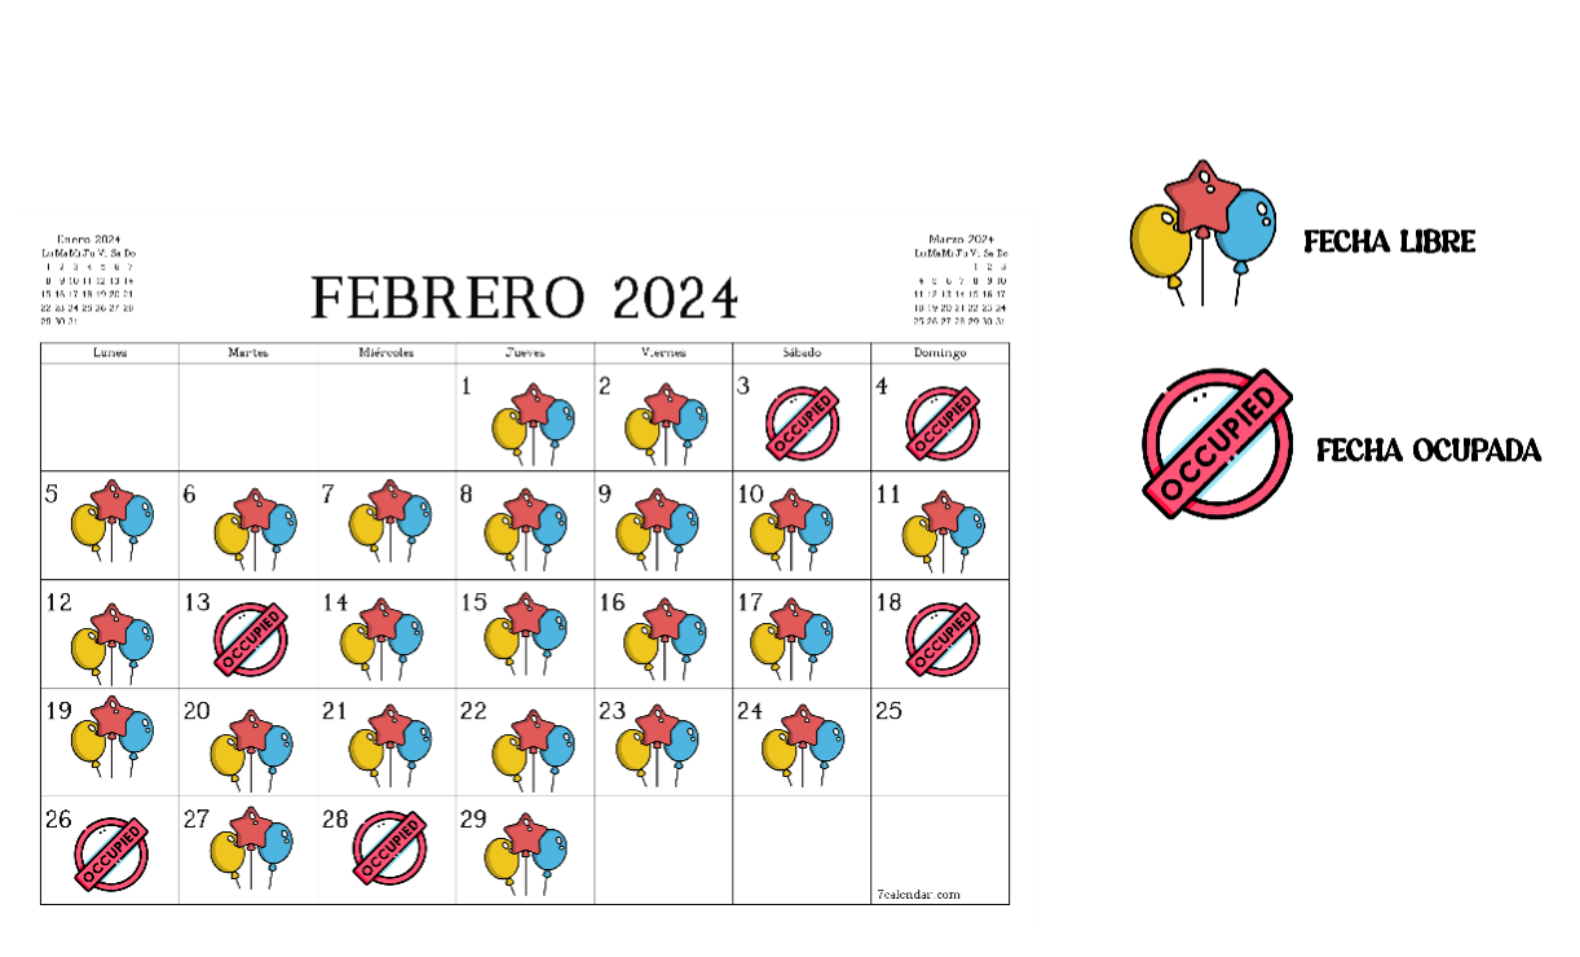 Enero 2024
Lu Ma Mi Ju Vi Sa Do
1 2 3 4 5 6 7
8 9 10 11 12 13 14
15 16 17 18 19 20 21
22 23 24 25 26 27 28
29 30 31
FEBRERO 2024
Marzo 2024
Lu Ma Mi Ju Vi Sa Do
1 2 3
4 5 6 7 8 9 10
11 12 13 14 15 16 17
18 19 20 21 22 23 24
25 26 27 28 29 30 31
Lunes Martes Miércoles Jueves Viernes Sábado Domingo
1 2 3 OCCUPIED 4 OCCUPIED
5 6 7 8 9 10 11
12 13 OCCUPIED 14 15 16 17 18 OCCUPIED
19 20 21 22 23 24 25
26 OCCUPIED 27 28 OCCUPIED 29
7calendar.com
FECHA LIBRE
OCCUPIED
FECHA OCUPADA